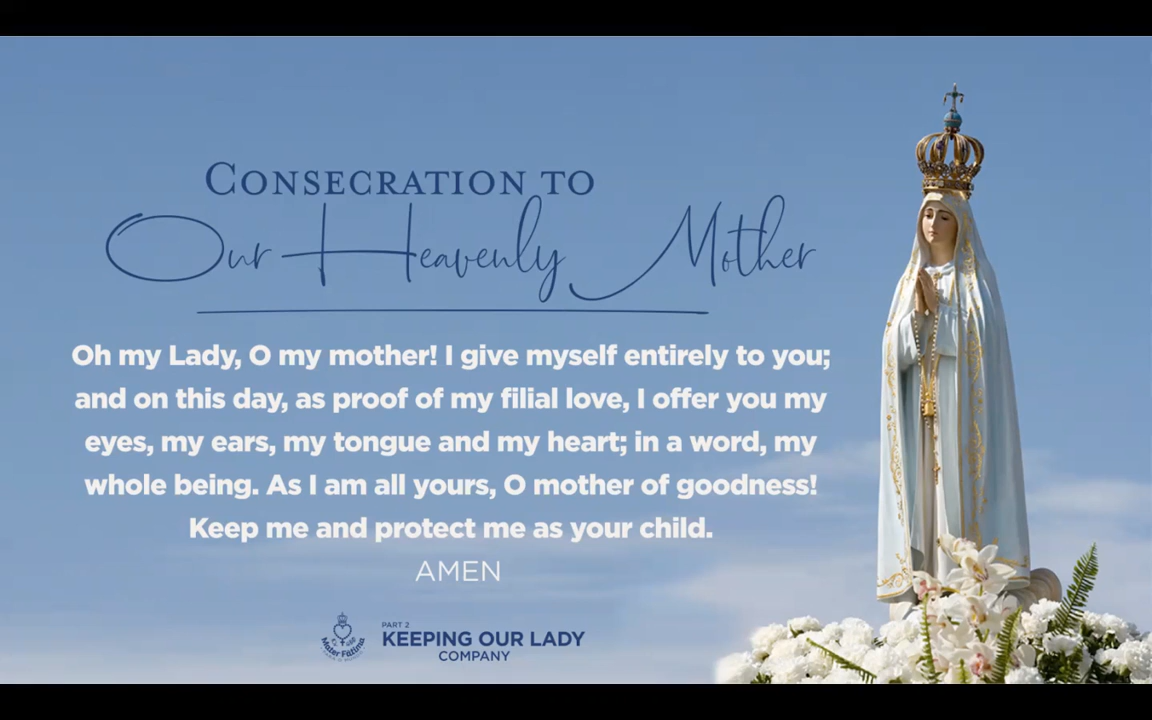 CONSECRATION TO
Our Heavenly Mother
Oh my Lady, O my mother! I give myself entirely to you;
and on this day, as proof of my filial love, I offer you my
eyes, my ears, my tongue and my heart; in a word, my
whole being. As I am all yours, O mother of goodness!
Keep me and protect me as your child.
AMEN
PART 2
KEEPING OUR LADY
COMPANY
Mater Fátima